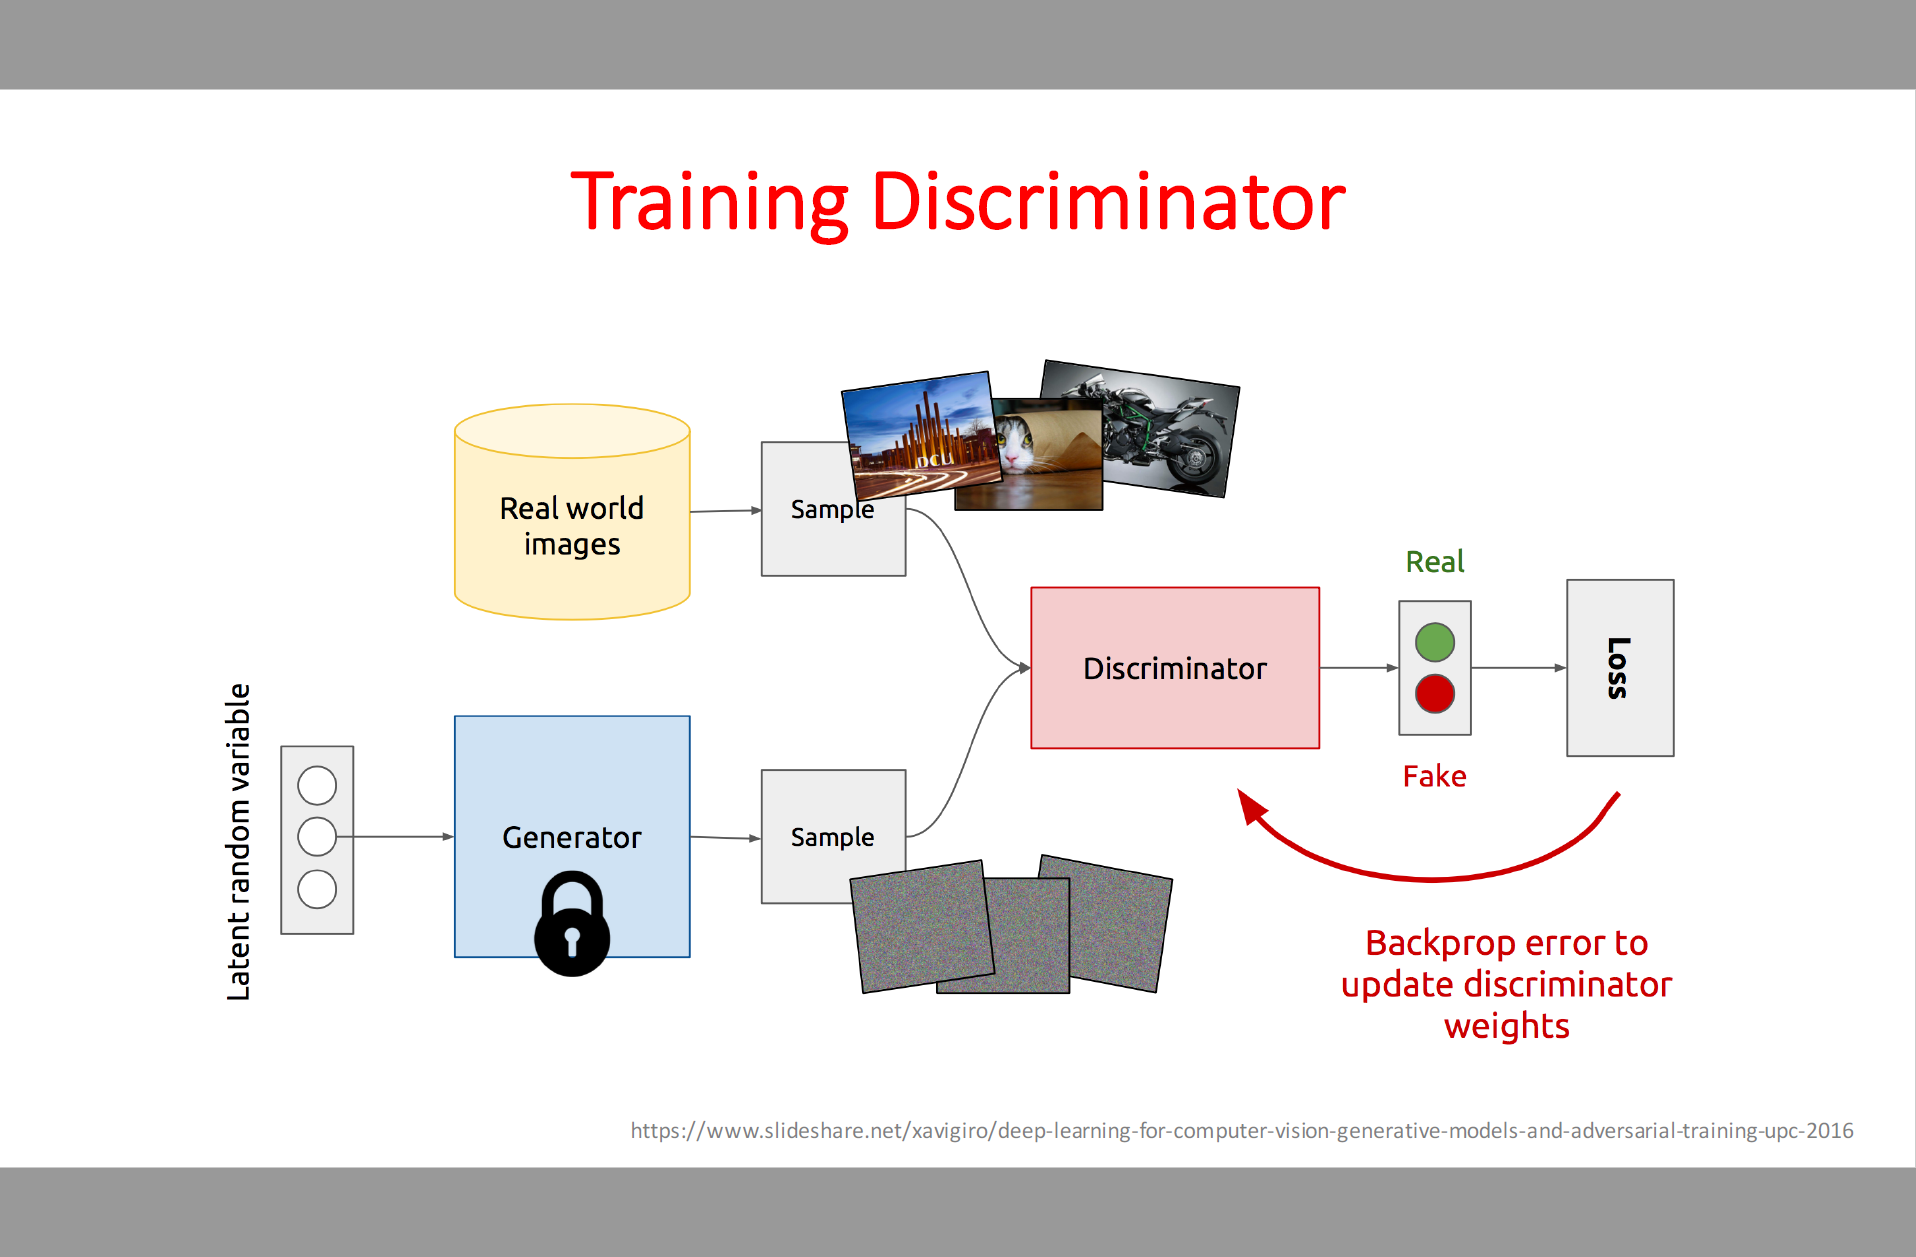 Training Discriminator
Real world
images
Sample
DCU
Latent random variable
Generator
Sample
Discriminator
Real
Fake
Loss
Backprop error to
update discriminator
weights
https://www.slideshare.net/xavigiro/deep-learning-for-computer-vision-generative-models-and-adversarial-training-upc-2016